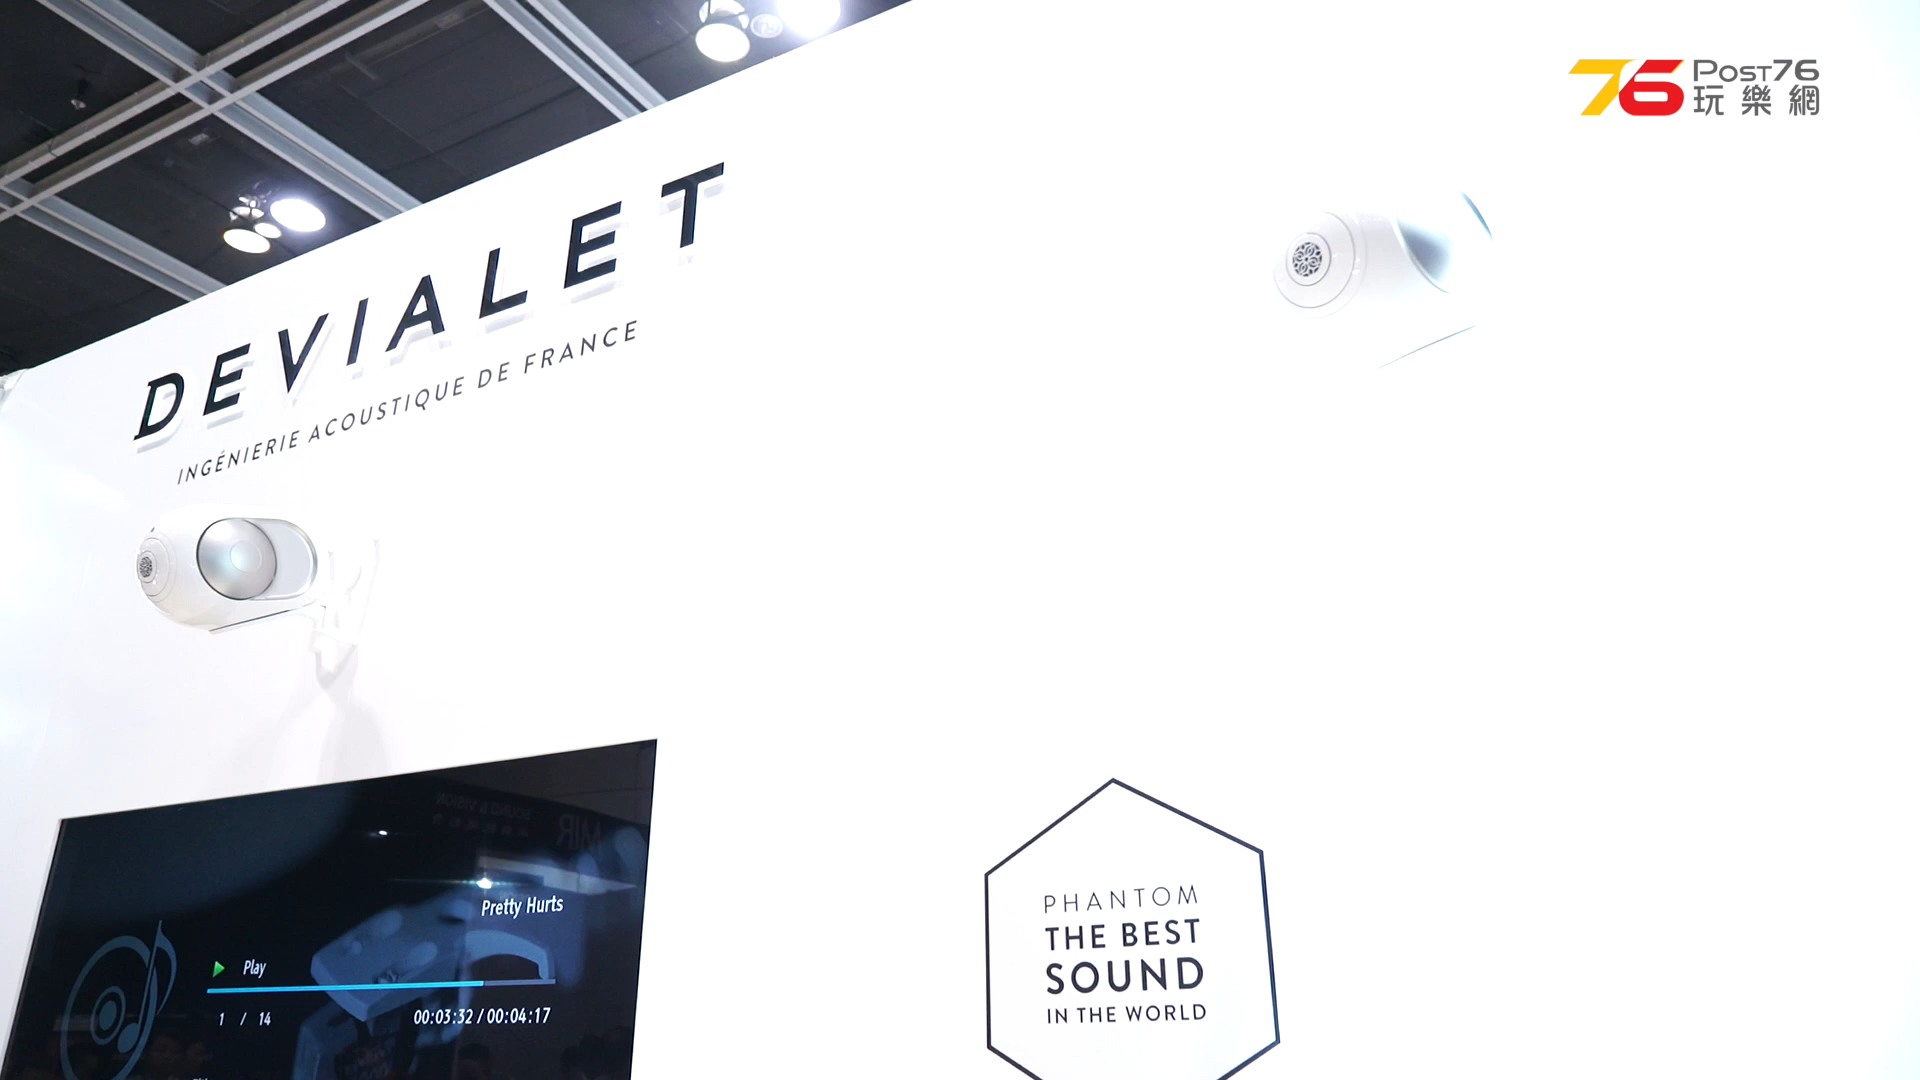 76 POST76
玩樂網
DEVIALET
INGÉNIERIE ACOUSTIQUE DE FRANCE
Pretty Hurts
Play
1 / 14
00:03:32 / 00:04:17
PHANTOM
THE BEST
SOUND
IN THE WORLD